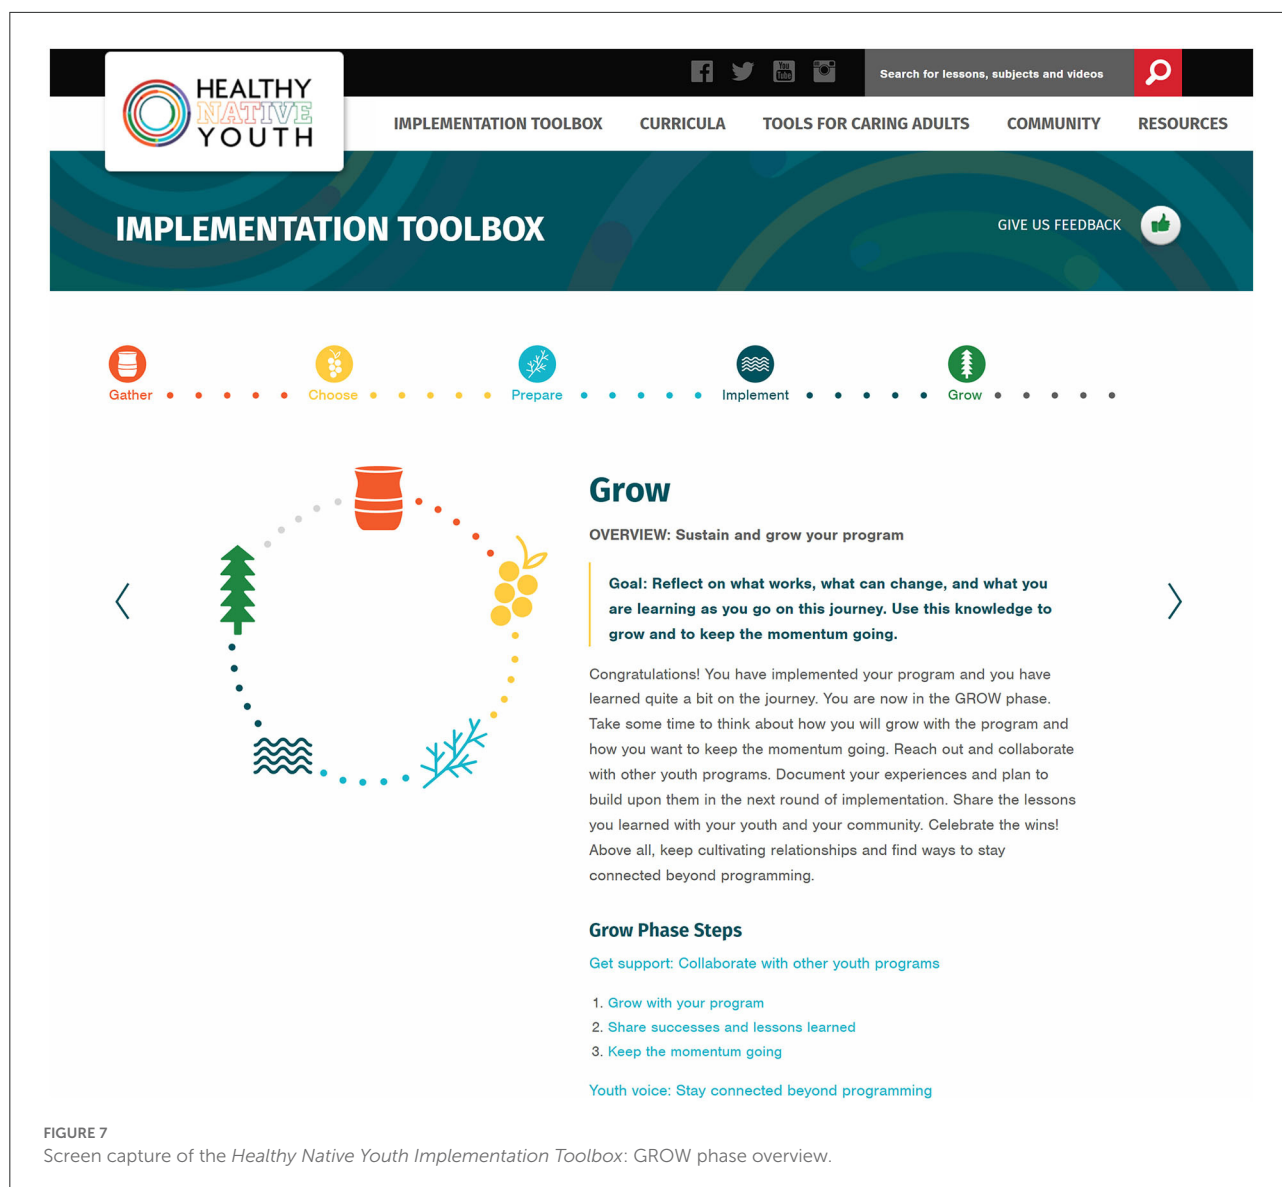 HEALTHY
NATIVE
YOUTH
You
Tube
Search for lessons, subjects and videos
IMPLEMENTATION TOOLBOX CURRICULA TOOLS FOR CARING ADULTS COMMUNITY RESOURCES
IMPLEMENTATION TOOLBOX
GIVE US FEEDBACK
Gather Choose Prepare Implement Grow
Grow
OVERVIEW: Sustain and grow your program
Goal: Reflect on what works, what can change, and what you
are learning as you go on this journey. Use this knowledge to
grow and to keep the momentum going.
Congratulations! You have implemented your program and you have
learned quite a bit on the journey. You are now in the GROW phase.
Take some time to think about how you will grow with the program and
how you want to keep the momentum going. Reach out and collaborate
with other youth programs. Document your experiences and plan to
build upon them in the next round of implementation. Share the lessons
you learned with your youth and your community. Celebrate the wins!
Above all, keep cultivating relationships and find ways to stay
connected beyond programming.
Grow Phase Steps
Get support: Collaborate with other youth programs
1. Grow with your program
2. Share successes and lessons learned
3. Keep the momentum going
Youth voice: Stay connected beyond programming
FIGURE 7
Screen capture of the Healthy Native Youth Implementation Toolbox: GROW phase overview.